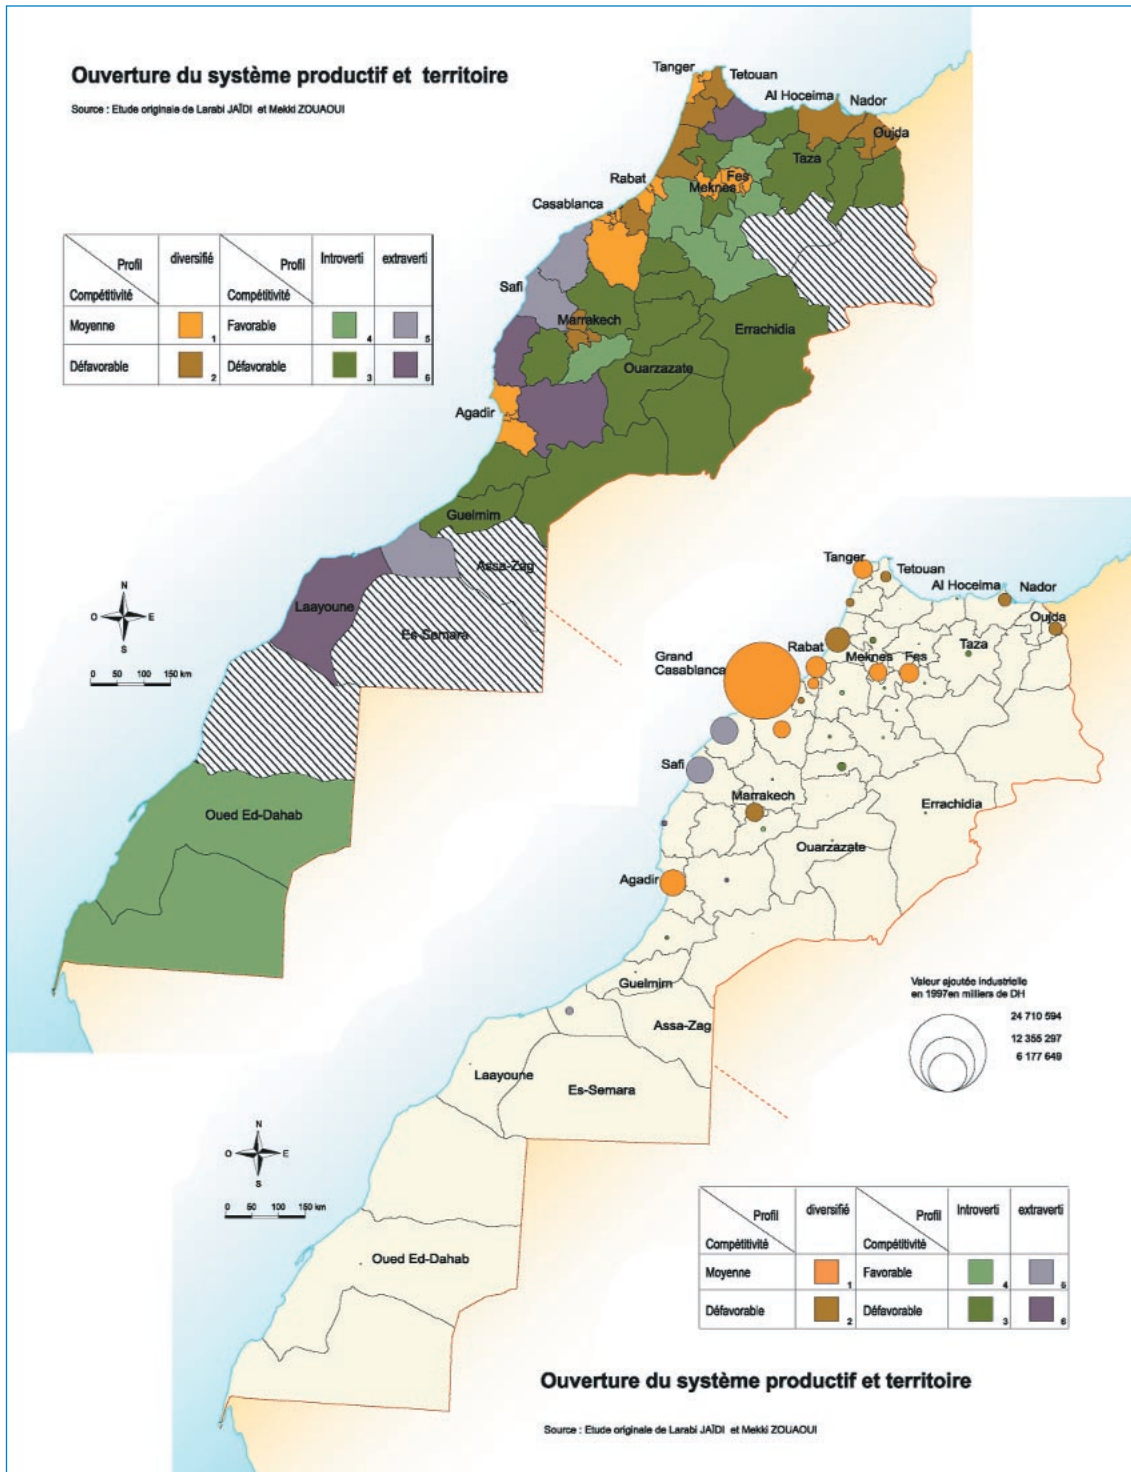 Ouverture du système productif et territoire
Source : Etude originale de Larabi JAÏDI et Mekki ZOUAOUI
Tanger
Tetouan
Al Hoceima
Nador
Oujda
Taza
Rabat
Fes
Meknes
Casablanca
Profil diversifié Profil Introverti extraverti
Compétitivité Compétitivité
Moyenne 1 Favorable 4 5
Défavorable 2 Défavorable 3 6
Safi
Marrakech
Errachidia
Ouarzazate
Agadir
Guelmim
Assa-Zag
Laayoune
Es-Semara
N
O E
S
0 50 100 150 km
Oued Ed-Dahab
Tanger
Tetouan
Al Hoceima
Nador
Oujda
Taza
Rabat
Meknes
Fes
Grand
Casablanca
Safi
Marrakech
Errachidia
Ouarzazate
Agadir
Guelmim
Assa-Zag
Laayoune
Es-Semara
Valeur ajoutée industrielle
en 1997en milliers de DH
24 710 594
12 355 297
6 177 649
N
O E
S
0 50 100 150 km
Oued Ed-Dahab
Profil diversifié Profil Introverti extraverti
Compétitivité Compétitivité
Moyenne 1 Favorable 4 5
Défavorable 2 Défavorable 3 6
Ouverture du système productif et territoire
Source : Etude originale de Larabi JAÏDI et Mekki ZOUAOUI